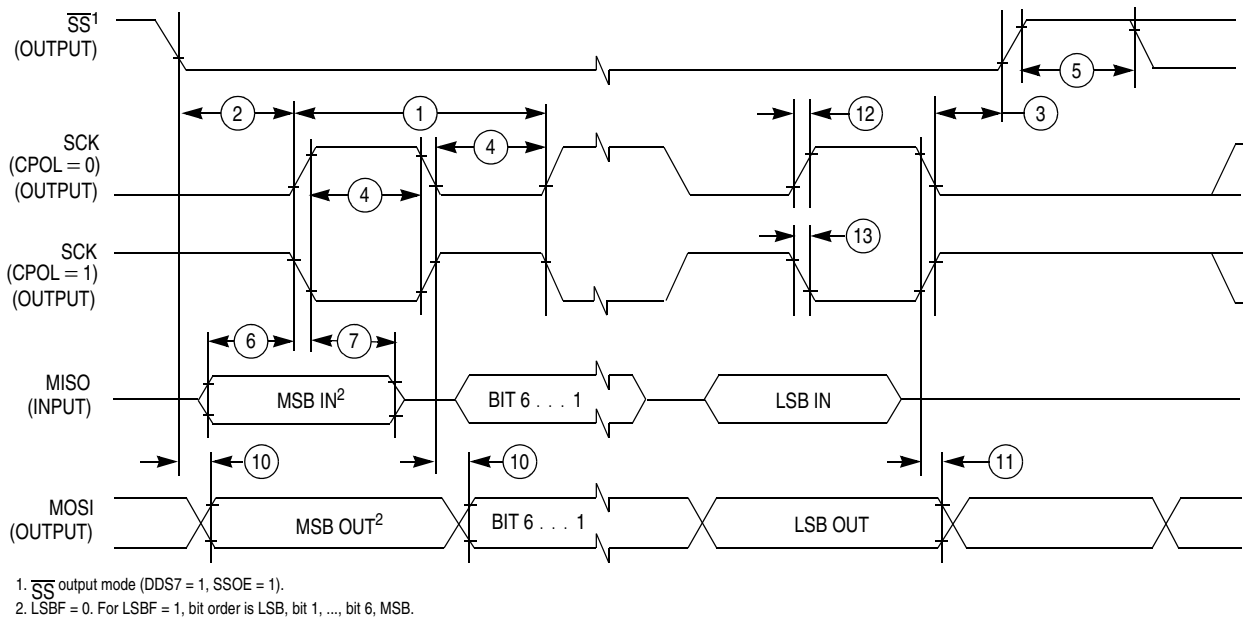 SS¹
(OUTPUT)
5
2
1
12
3
SCK
(CPOL = 0)
(OUTPUT)
4
4
SCK
(CPOL = 1)
(OUTPUT)
13
6
7
MISO
(INPUT)
MSB IN²
BIT 6 . . . 1
LSB IN
10
10
11
MOSI
(OUTPUT)
MSB OUT²
BIT 6 . . . 1
LSB OUT
1. SS output mode (DDS7 = 1, SSOE = 1).
2. LSBF = 0. For LSBF = 1, bit order is LSB, bit 1, ..., bit 6, MSB.